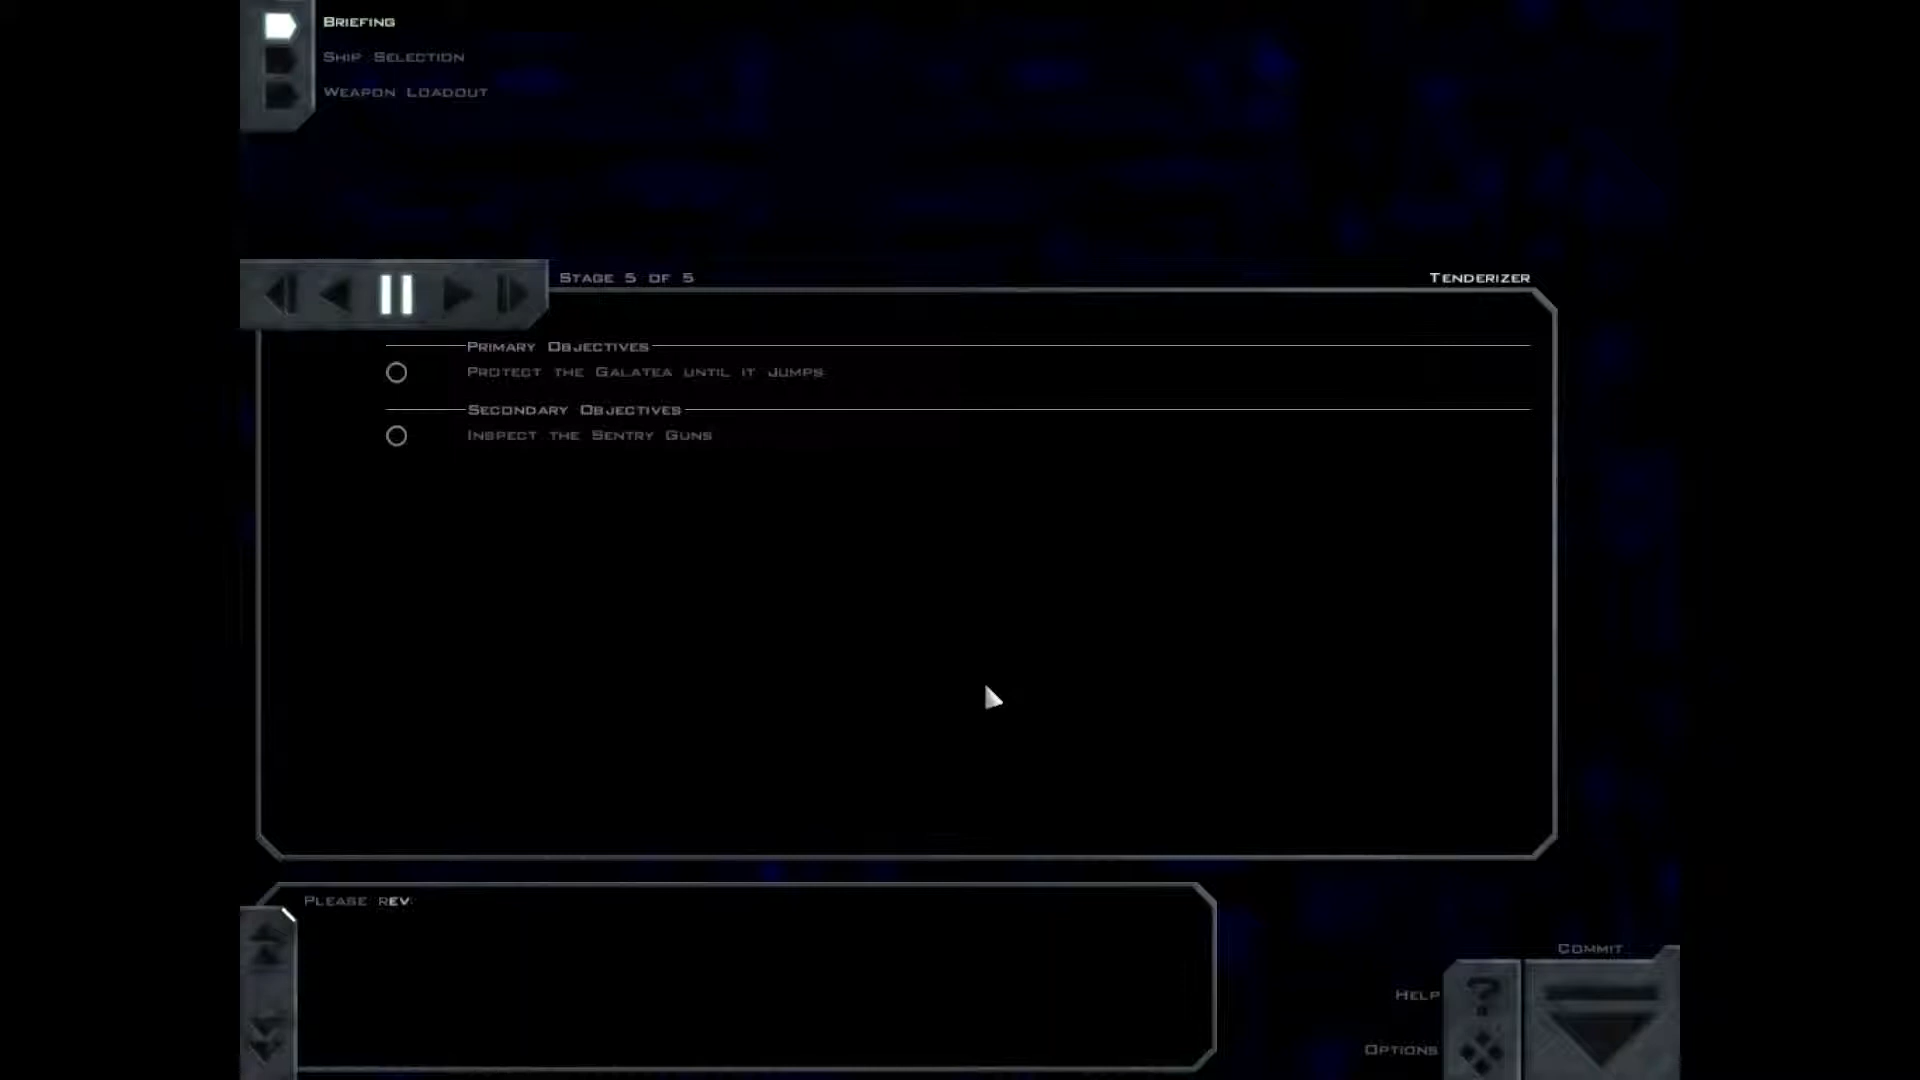 Briefing
Ship Selection
Weapon Loadout
Stage 5 of 5
Tenderizer
Primary Objectives
Protect the Galatea until it jumps
Secondary Objectives
Inspect the Sentry Guns
Please rev
Commit
Help
?
Options